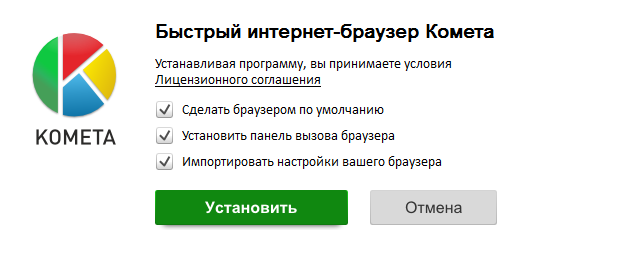 Быстрый интернет-браузер Комета
Устанавливая программу, вы принимаете условия
Лицензионного соглашения
Сделать браузером по умолчанию
Установить панель вызова браузера
Импортировать настройки вашего браузера
KOMETA
Установить
Отмена